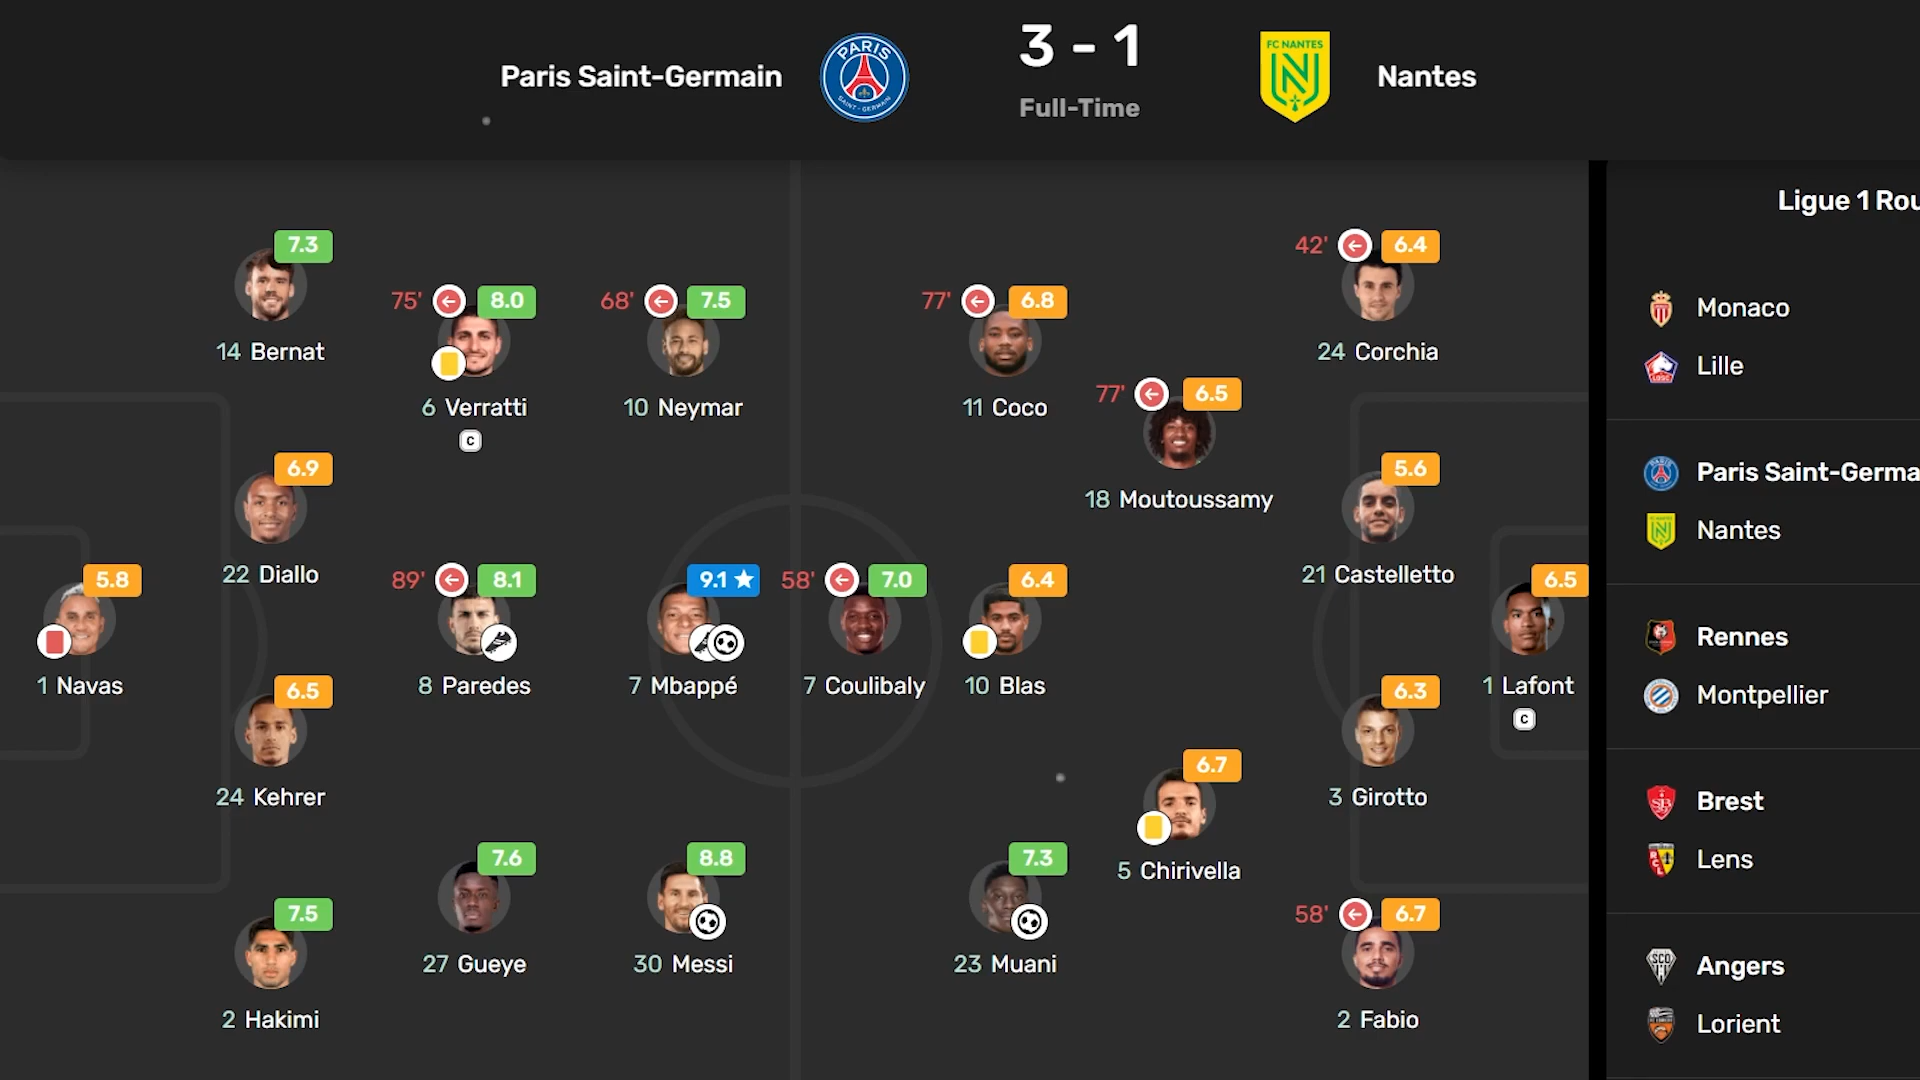 Paris Saint-Germain
PARIS
SAINT-GERMAIN
3 - 1
Full-Time
FC NANTES
Nantes
7.3
14 Bernat
75' 8.0
6 Verratti
C
68' 7.5
10 Neymar
77' 6.8
11 Coco
77' 6.5
18 Moutoussamy
42' 6.4
24 Corchia
6.9
22 Diallo
5.6
21 Castelletto
5.8
1 Navas
89' 8.1
8 Paredes
9.1
7 Mbappé
58' 7.0
7 Coulibaly
6.4
10 Blas
6.5
1 Lafont
C
6.5
24 Kehrer
6.3
3 Girotto
6.7
5 Chirivella
7.6
27 Gueye
8.8
30 Messi
7.3
23 Muani
7.5
2 Hakimi
58' 6.7
2 Fabio
Ligue 1 Rou
Monaco
Lille
Paris Saint-Germa
Nantes
Rennes
Montpellier
Brest
Lens
Angers
Lorient